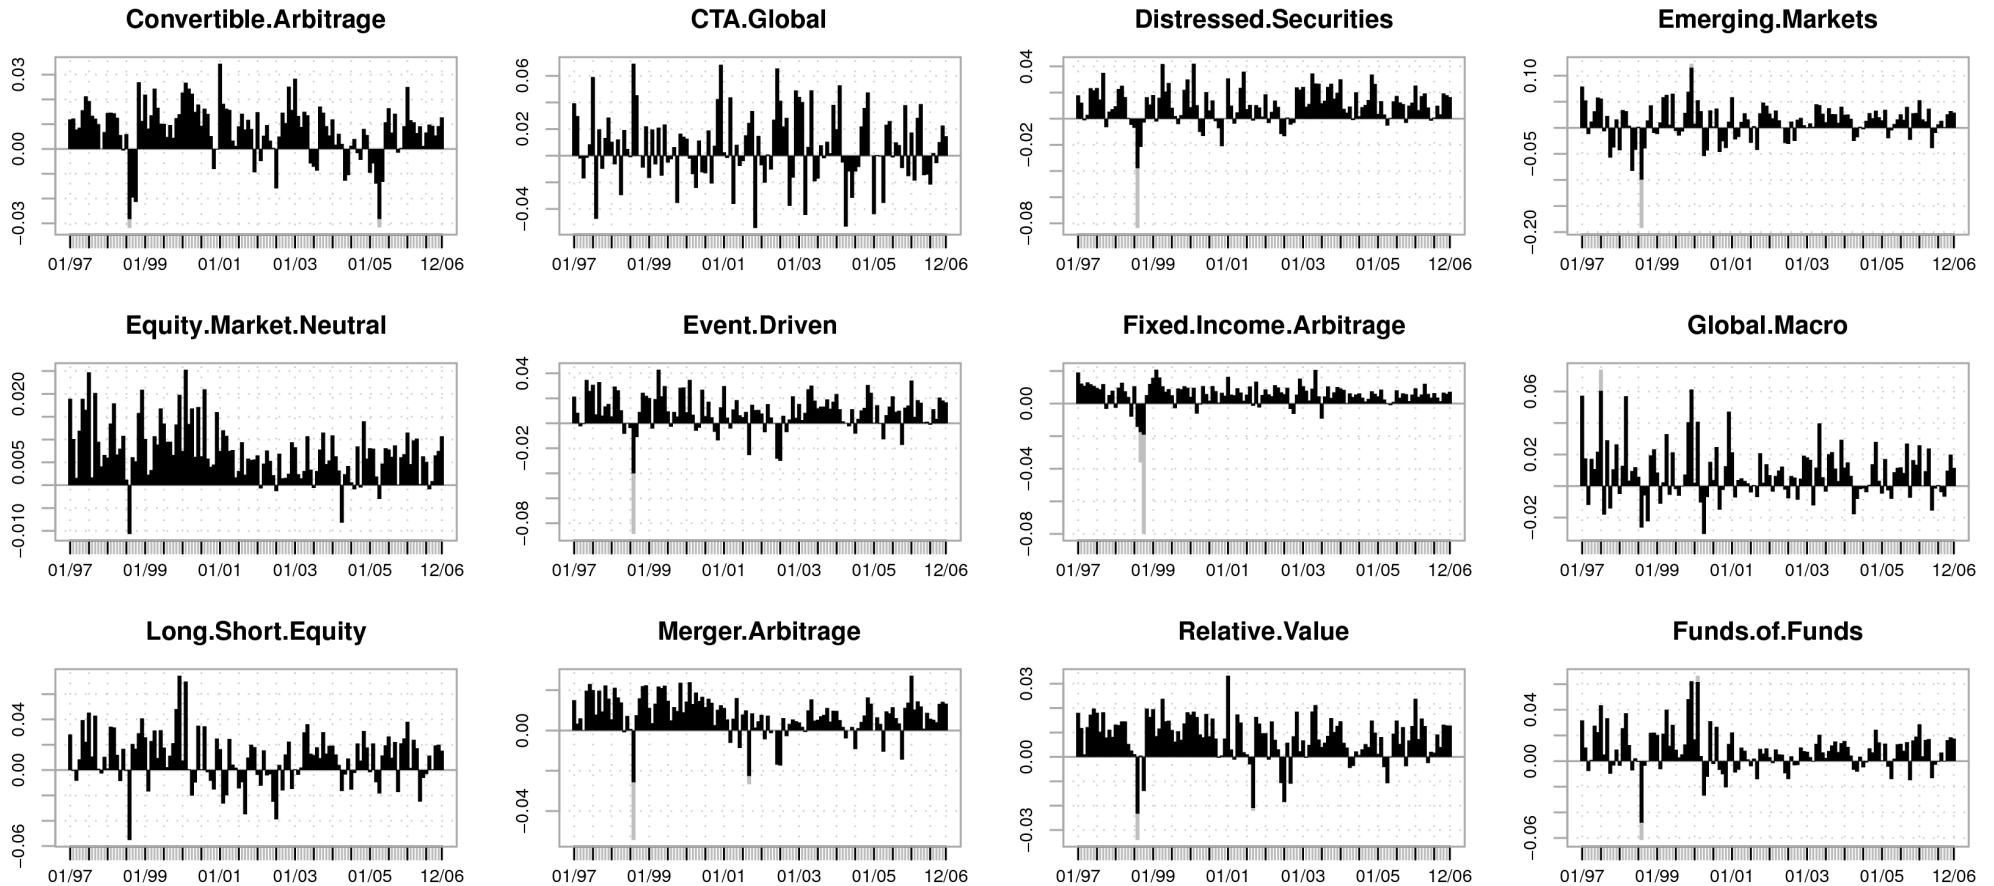 Convertible.Arbitrage
0.03
0.00
−0.03
01/97 01/99 01/01 01/03 01/05 12/06
CTA.Global
0.06
0.02
−0.04
01/97 01/99 01/01 01/03 01/05 12/06
Distressed.Securities
0.04
−0.02
−0.08
01/97 01/99 01/01 01/03 01/05 12/06
Emerging.Markets
0.10
−0.05
−0.20
01/97 01/99 01/01 01/03 01/05 12/06
Equity.Market.Neutral
0.020
0.005
−0.010
01/97 01/99 01/01 01/03 01/05 12/06
Event.Driven
0.04
−0.02
−0.08
01/97 01/99 01/01 01/03 01/05 12/06
Fixed.Income.Arbitrage
0.00
−0.04
−0.08
01/97 01/99 01/01 01/03 01/05 12/06
Global.Macro
0.06
0.02
−0.02
01/97 01/99 01/01 01/03 01/05 12/06
Long.Short.Equity
0.04
0.00
−0.06
01/97 01/99 01/01 01/03 01/05 12/06
Merger.Arbitrage
0.00
−0.04
01/97 01/99 01/01 01/03 01/05 12/06
Relative.Value
0.03
0.00
−0.03
01/97 01/99 01/01 01/03 01/05 12/06
Funds.of.Funds
0.04
0.00
−0.06
01/97 01/99 01/01 01/03 01/05 12/06